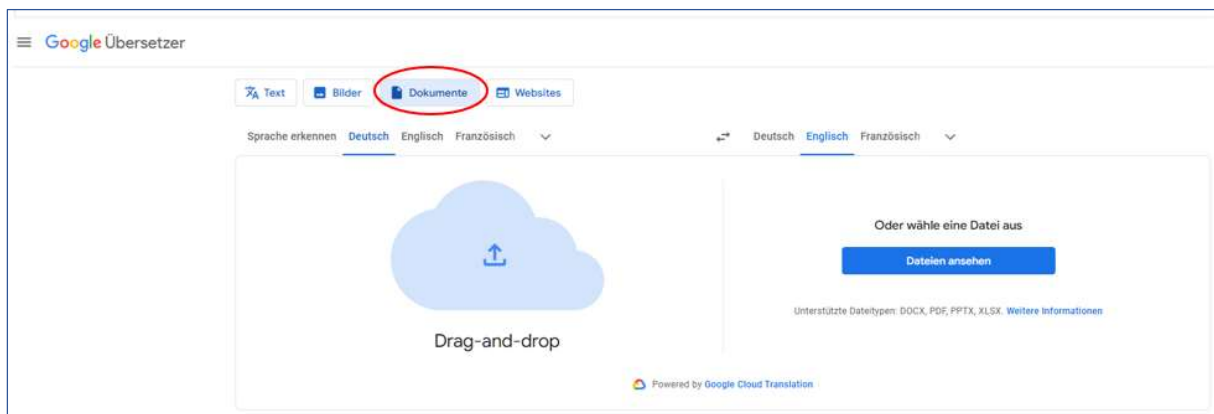 Google Übersetzer
Text Bilder Dokumente Websites
Sprache erkennen Deutsch Englisch Französisch Deutsch Englisch Französisch
Oder wähle eine Datei aus
Dateien ansehen
Unterstützte Dateitypen: DOCX, PDF, PPTX, XLSX. Weitere Informationen
Drag-and-drop
Powered by Google Cloud Translation